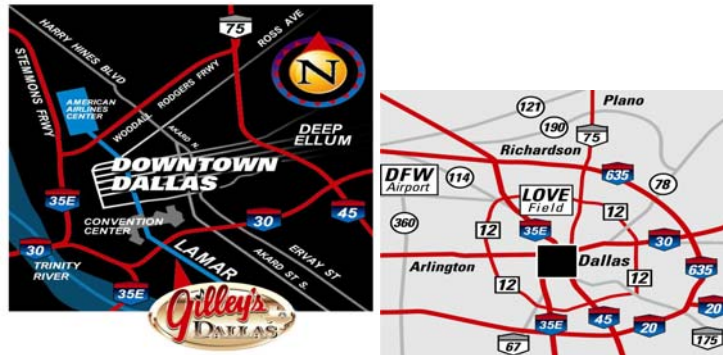 75
HARRY HINES BLVD
ROSS AVE
STEMMONS FRWY
N
AMERICAN
AIRLINES
CENTER
WOODALL RODGERS FRWY
AKARD N.
DEEP
ELLUM
DOWNTOWN
DALLAS
35E
CONVENTION
CENTER
30
45
30
LAMAR
ERVAY ST
AKARD ST S.
TRINITY
RIVER
35E
Gilley's
DALLAS
121
Plano
190
75
Richardson
DFW
Airport
114
635
78
LOVE
Field
360
12
35E
12
30
Arlington
Dallas
635
12
12
20
35E
45
20
67
175